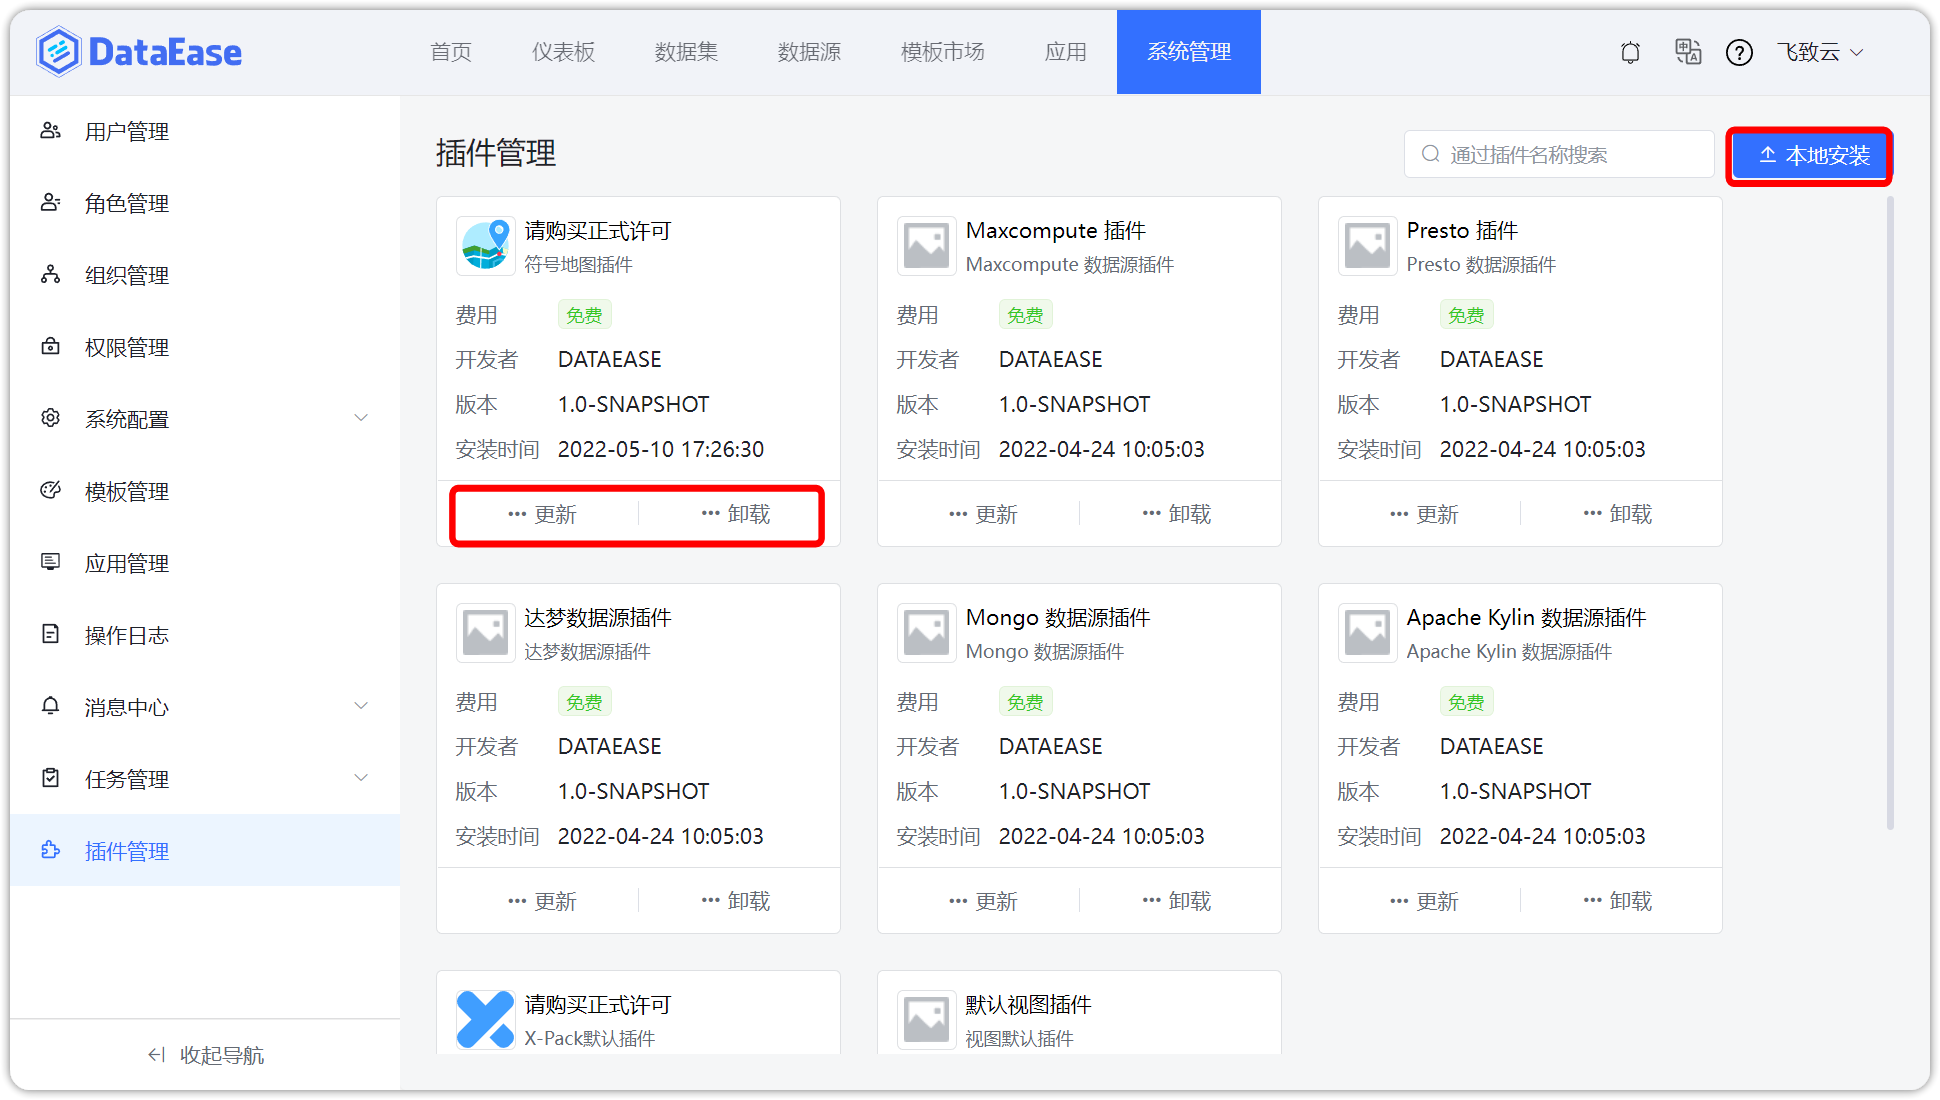 DataEase
首页
仪表板
数据集
数据源
模板市场
应用
系统管理
中
A
?
飞致云
用户管理
角色管理
组织管理
权限管理
系统配置
模板管理
应用管理
操作日志
消息中心
任务管理
插件管理
收起导航
插件管理
通过插件名称搜索
本地安装
请购买正式许可
符号地图插件
费用 免费
开发者 DATAEASE
版本 1.0-SNAPSHOT
安装时间 2022-05-10 17:26:30
··· 更新
··· 卸载
Maxcompute 插件
Maxcompute 数据源插件
费用 免费
开发者 DATAEASE
版本 1.0-SNAPSHOT
安装时间 2022-04-24 10:05:03
··· 更新
··· 卸载
Presto 插件
Presto 数据源插件
费用 免费
开发者 DATAEASE
版本 1.0-SNAPSHOT
安装时间 2022-04-24 10:05:03
··· 更新
··· 卸载
达梦数据源插件
达梦数据源插件
费用 免费
开发者 DATAEASE
版本 1.0-SNAPSHOT
安装时间 2022-04-24 10:05:03
··· 更新
··· 卸载
Mongo 数据源插件
Mongo 数据源插件
费用 免费
开发者 DATAEASE
版本 1.0-SNAPSHOT
安装时间 2022-04-24 10:05:03
··· 更新
··· 卸载
Apache Kylin 数据源插件
Apache Kylin 数据源插件
费用 免费
开发者 DATAEASE
版本 1.0-SNAPSHOT
安装时间 2022-04-24 10:05:03
··· 更新
··· 卸载
请购买正式许可
X-Pack默认插件
默认视图插件
视图默认插件